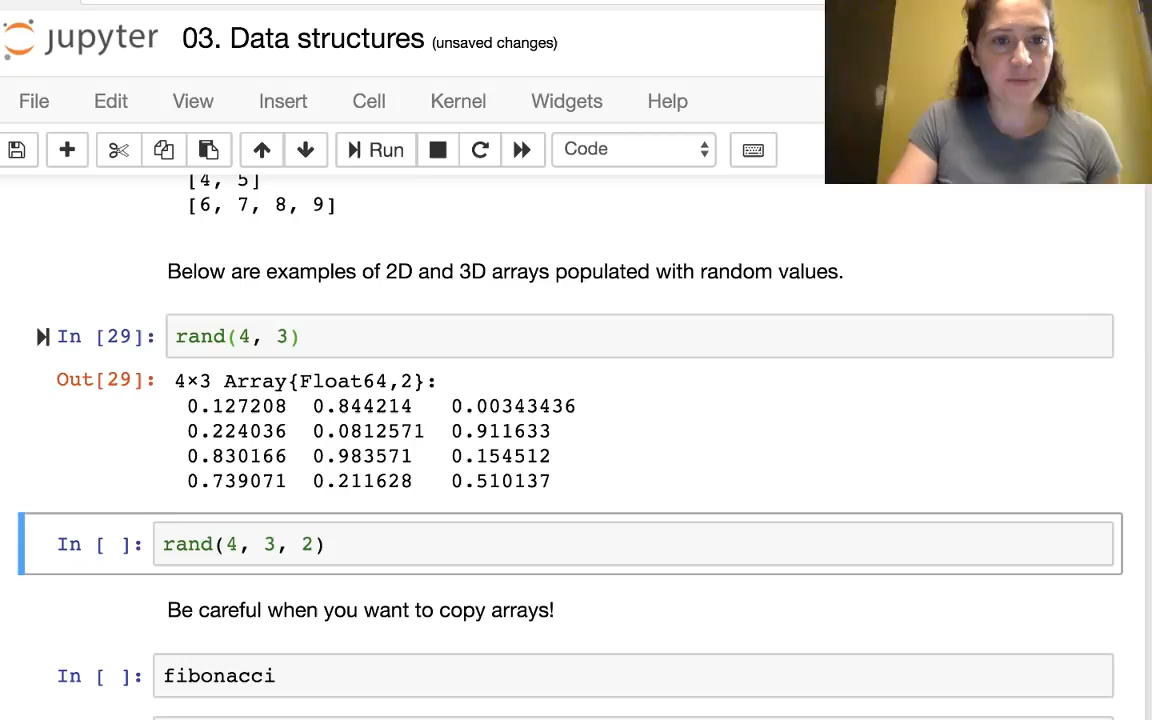 jupyter 03. Data structures (unsaved changes)
File Edit View Insert Cell Kernel Widgets Help
Run Code
[4, 5]
[6, 7, 8, 9]
Below are examples of 2D and 3D arrays populated with random values.
In [29]: rand(4, 3)
Out[29]: 4×3 Array{Float64,2}:
0.127208 0.844214 0.00343436
0.224036 0.0812571 0.911633
0.830166 0.983571 0.154512
0.739071 0.211628 0.510137
In [ ]: rand(4, 3, 2)
Be careful when you want to copy arrays!
In [ ]: fibonacci